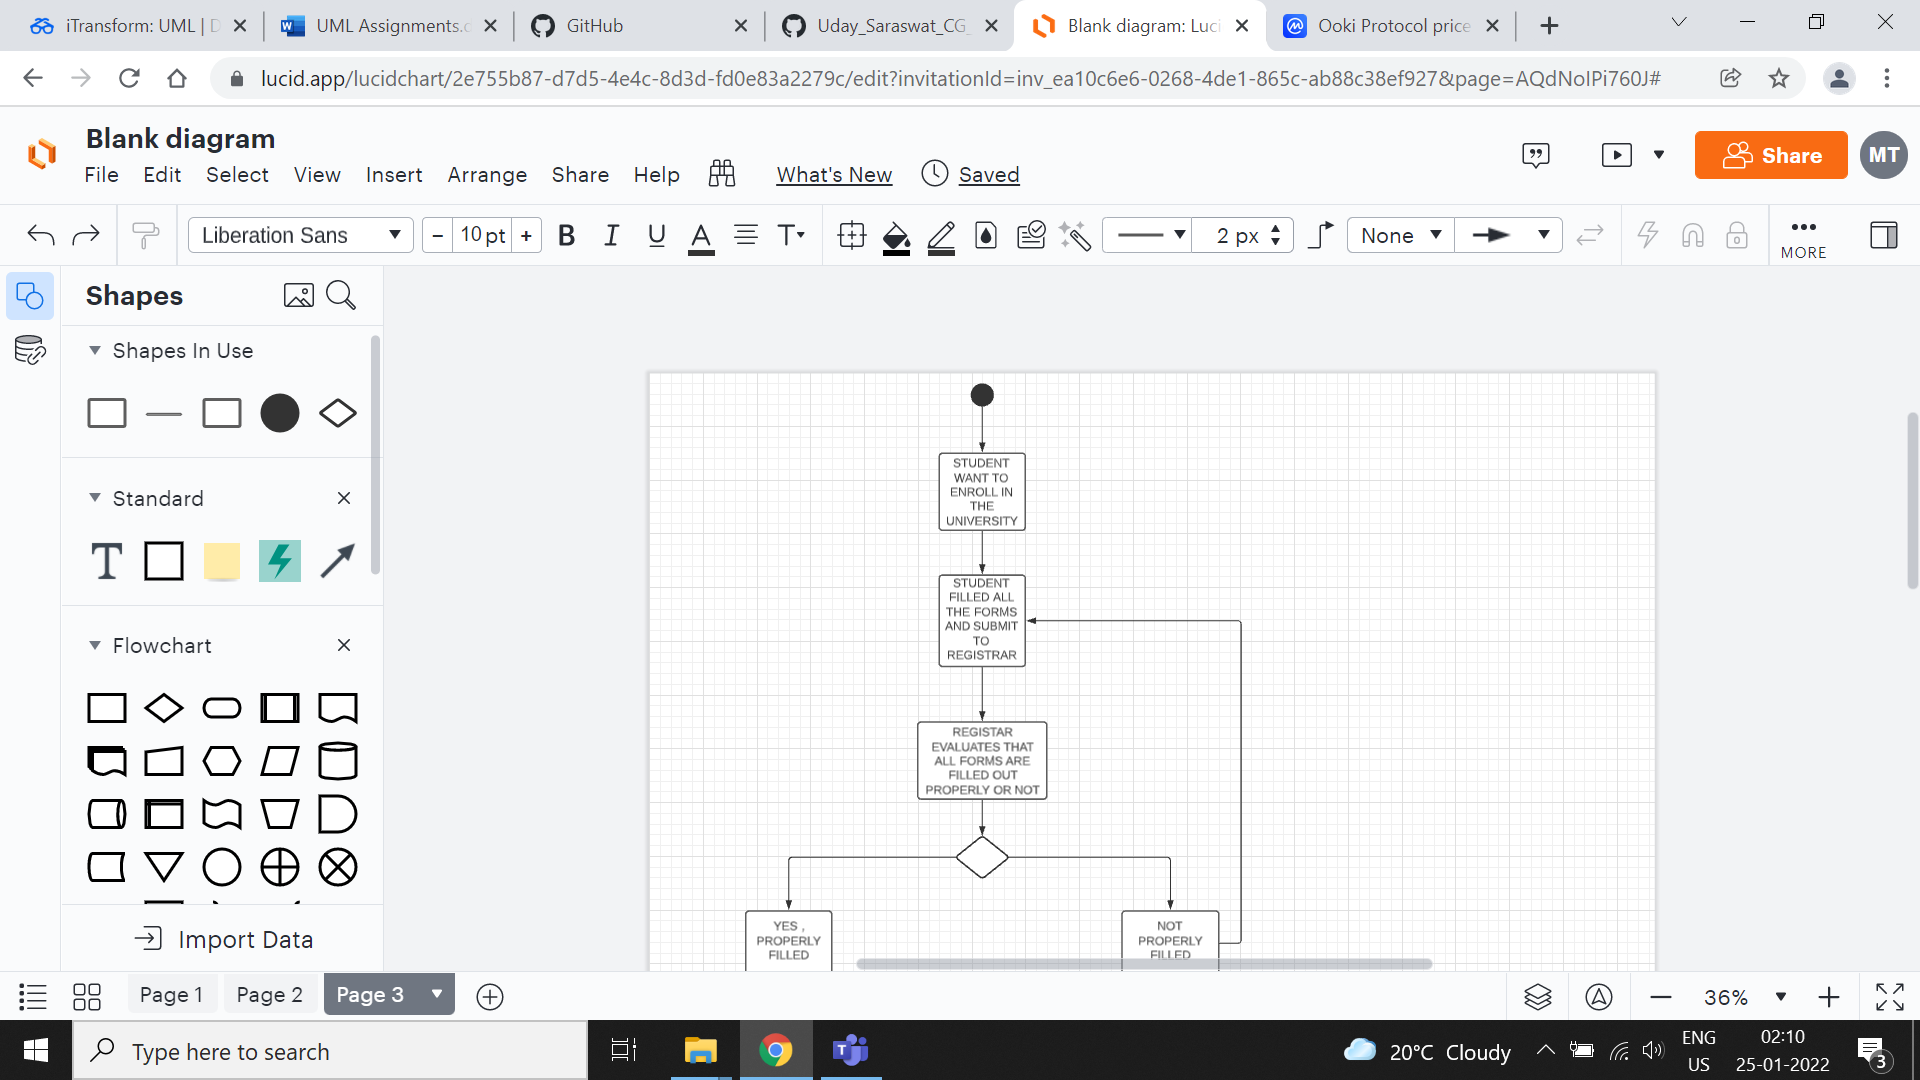 iTransform: UML | D
UML Assignments.d
GitHub
Uday_Saraswat_CG_
Blank diagram: Luci
Ooki Protocol price
lucid.app/lucidchart/2e755b87-d7d5-4e4c-8d3d-fd0e83a2279c/edit?invitationId=inv_ea10c6e6-0268-4de1-865c-ab88c38ef927&page=AQdNoIPi760J#
Blank diagram
File Edit Select View Insert Arrange Share Help What's New Saved
Share
MT
Liberation Sans
- 10 pt +
B I U A T
2 px
None
MORE
Shapes
Shapes In Use
Standard
T
Flowchart
Import Data
STUDENT
WANT TO
ENROLL IN
THE
UNIVERSITY
STUDENT
FILLED ALL
THE FORMS
AND SUBMIT
TO
REGISTRAR
REGISTAR
EVALUATES THAT
ALL FORMS ARE
FILLED OUT
PROPERLY OR NOT
YES ,
PROPERLY
FILLED
NOT
PROPERLY
FILLED
Page 1
Page 2
Page 3
36%
Type here to search
20°C Cloudy
ENG
US
02:10
25-01-2022
3